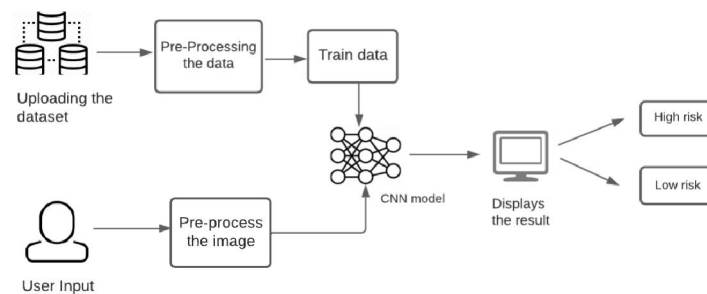 Uploading the
dataset
Pre-Processing
the data
Train data
CNN model
High risk
Low risk
Displays
the result
Pre-process
the image
User Input